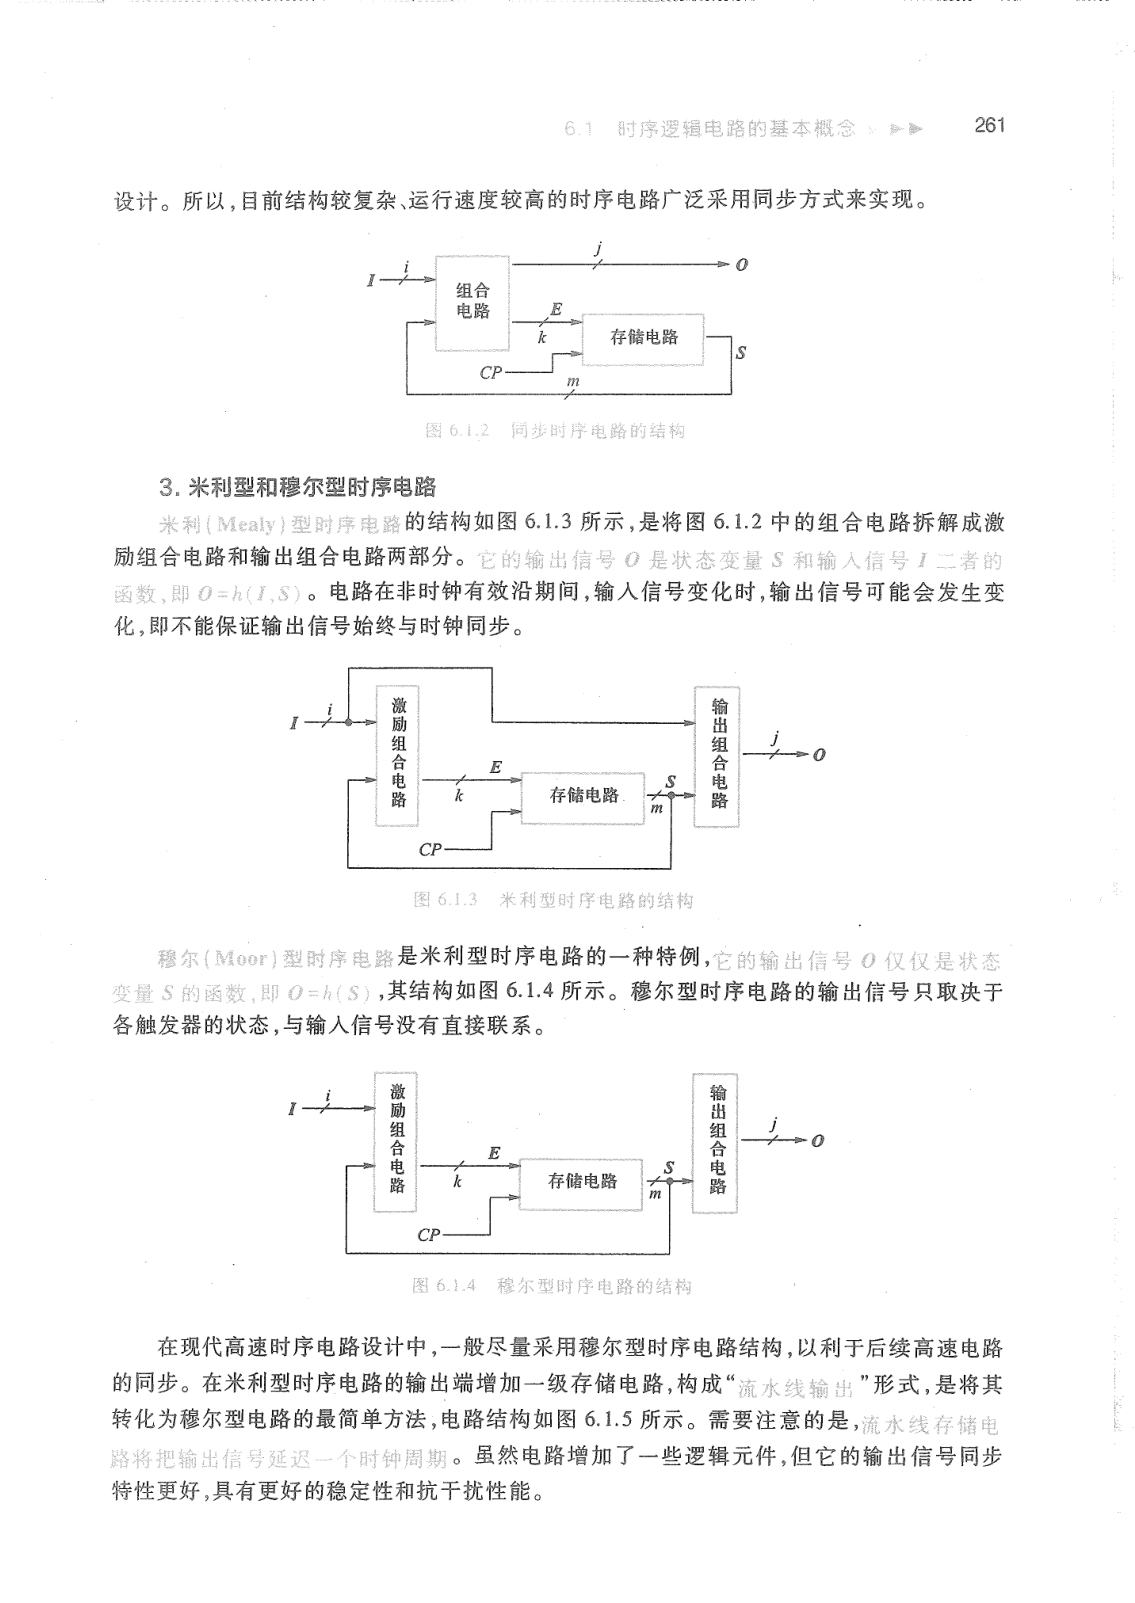 6.1 时序逻辑电路的基本概念
261
设计。所以,目前结构较复杂、运行速度较高的时序电路广泛采用同步方式来实现。
I
i
组合
电路
j
O
E
k
存储电路
S
CP
m
图 6.1.2 同步时序电路的结构
3. 米利型和穆尔型时序电路
米利(Mealy)型时序电路的结构如图 6.1.3 所示,是将图 6.1.2 中的组合电路拆解成激
励组合电路和输出组合电路两部分。它的输出信号 O 是状态变量 S 和输入信号 I 二者的
函数,即 O=h(I,S)。电路在非时钟有效沿期间,输入信号变化时,输出信号可能会发生变
化,即不能保证输出信号始终与时钟同步。
I
i
激励组合电路
E
k
存储电路
S
m
输出组合电路
j
O
CP
图 6.1.3 米利型时序电路的结构
穆尔(Moor)型时序电路是米利型时序电路的一种特例,它的输出信号 O 仅仅是状态
变量 S 的函数,即 O=h(S),其结构如图 6.1.4 所示。穆尔型时序电路的输出信号只取决于
各触发器的状态,与输入信号没有直接联系。
I
i
激励组合电路
E
k
存储电路
S
m
输出组合电路
j
O
CP
图 6.1.4 穆尔型时序电路的结构
在现代高速时序电路设计中,一般尽量采用穆尔型时序电路结构,以利于后续高速电路
的同步。在米利型时序电路的输出端增加一级存储电路,构成“流水线输出”形式,是将其
转化为穆尔型电路的最简单方法,电路结构如图 6.1.5 所示。需要注意的是,流水线存储电
路将把输出信号延迟一个时钟周期。虽然电路增加了一些逻辑元件,但它的输出信号同步
特性更好,具有更好的稳定性和抗干扰性能。